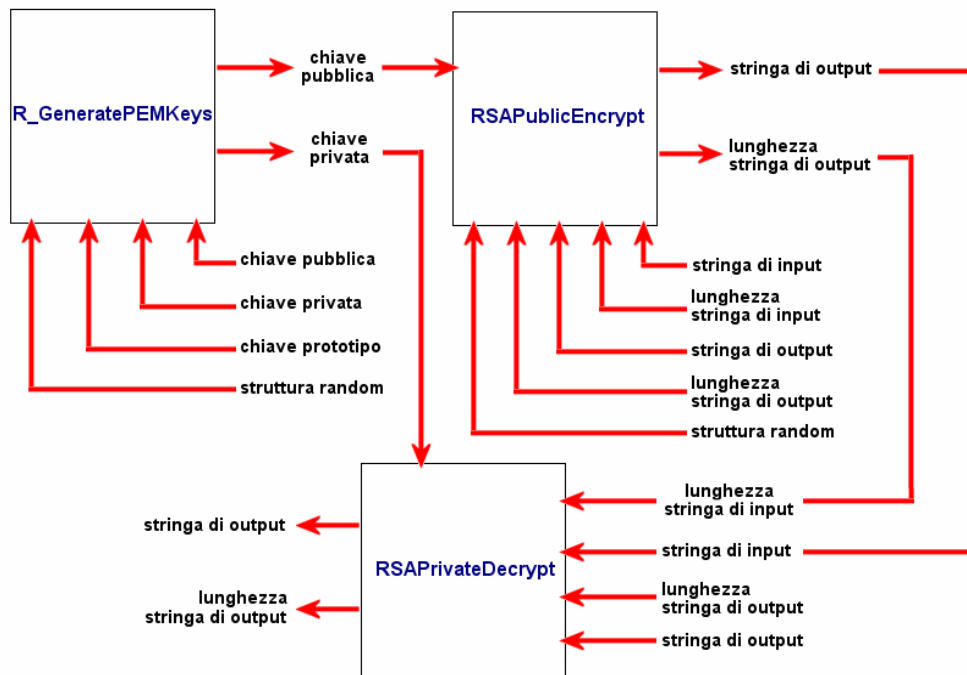 chiave
pubblica
stringa di output
R_GeneratePEMKeys
RSAPublicEncrypt
chiave
privata
lunghezza
stringa di output
chiave pubblica
chiave privata
chiave prototipo
struttura random
stringa di input
lunghezza
stringa di input
stringa di output
lunghezza
stringa di output
struttura random
lunghezza
stringa di input
stringa di output
stringa di input
RSAPrivateDecrypt
lunghezza
stringa di output
lunghezza
stringa di output
stringa di output